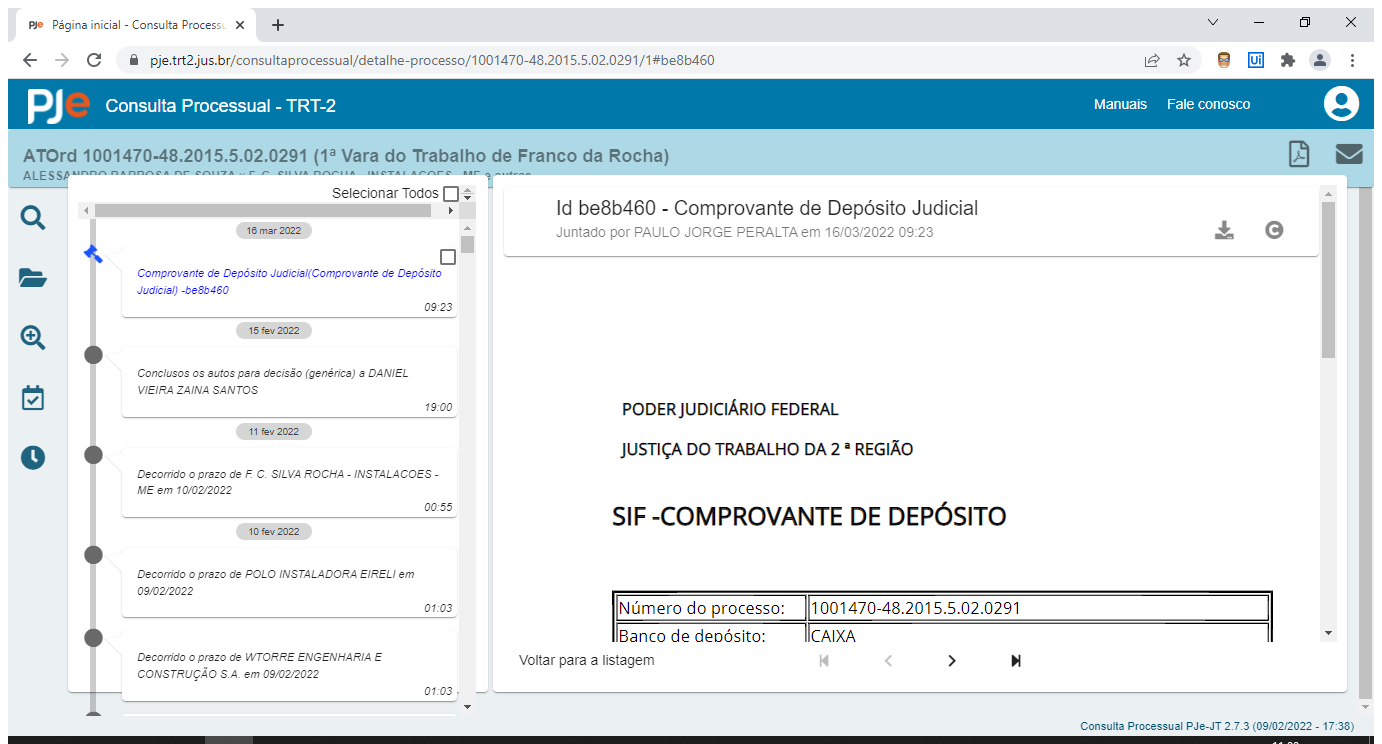 PJe Página inicial - Consulta Process
pje.trt2.jus.br/consultaprocessual/detalhe-processo/1001470-48.2015.5.02.0291/1#be8b460
PJe Consulta Processual - TRT-2
Manuais Fale conosco
ATOrd 1001470-48.2015.5.02.0291 (1ª Vara do Trabalho de Franco da Rocha)
ALESSANDRO BARBOSA DE SOUZA x F. C. SILVA ROCHA - INSTALACOES - ME e outros
Selecionar Todos
16 mar 2022
Comprovante de Depósito Judicial(Comprovante de Depósito
Judicial) -be8b460
09:23
15 fev 2022
Conclusos os autos para decisão (genérica) a DANIEL
VIEIRA ZAINA SANTOS
19:00
11 fev 2022
Decorrido o prazo de F. C. SILVA ROCHA - INSTALACOES -
ME em 10/02/2022
00:55
10 fev 2022
Decorrido o prazo de POLO INSTALADORA EIRELI em
09/02/2022
01:03
Decorrido o prazo de WTORRE ENGENHARIA E
CONSTRUÇÃO S.A. em 09/02/2022
01:03
Id be8b460 - Comprovante de Depósito Judicial
Juntado por PAULO JORGE PERALTA em 16/03/2022 09:23
PODER JUDICIÁRIO FEDERAL
JUSTIÇA DO TRABALHO DA 2 ª REGIÃO
SIF -COMPROVANTE DE DEPÓSITO
Número do processo: 1001470-48.2015.5.02.0291
Banco de depósito: CAIXA
Voltar para a listagem
Consulta Processual PJe-JT 2.7.3 (09/02/2022 - 17:38)